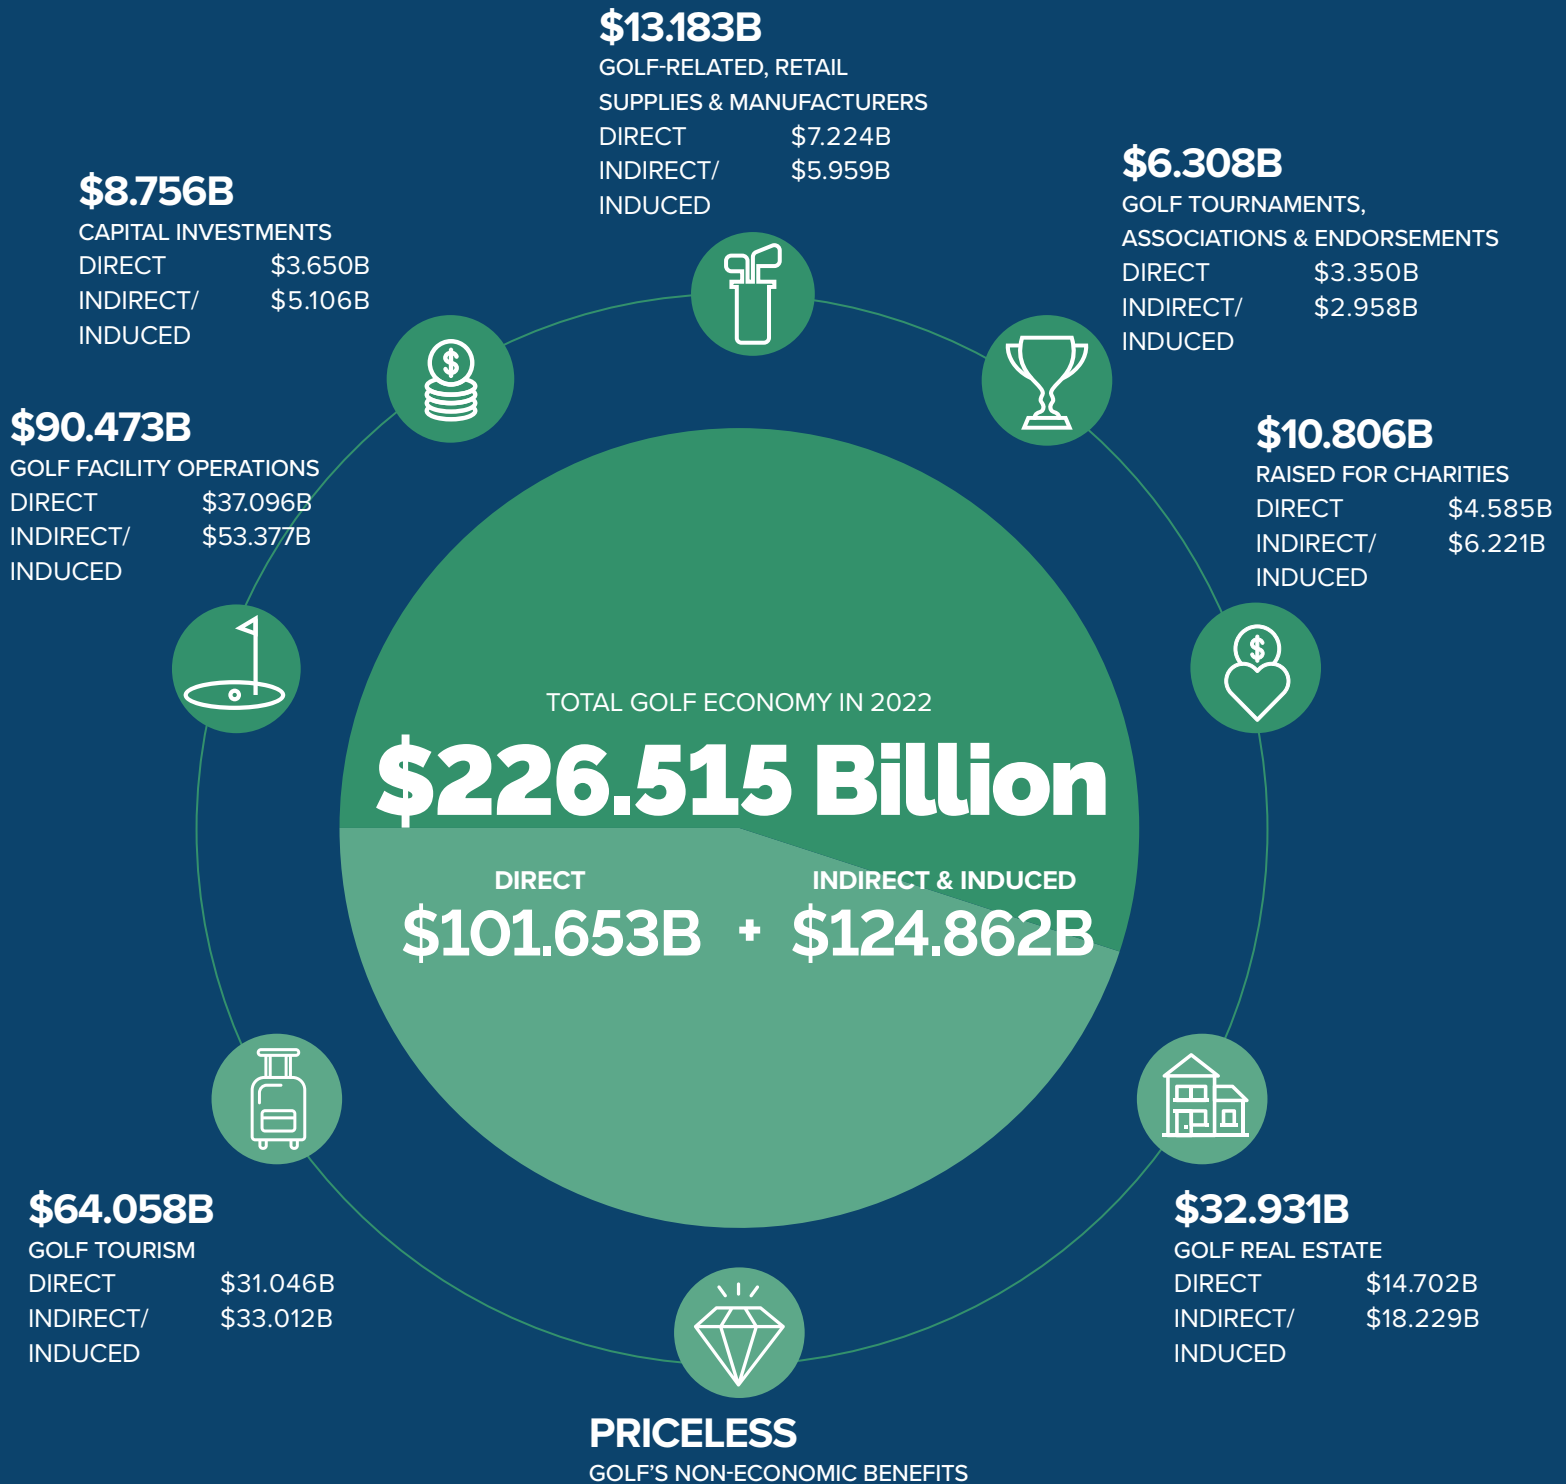 $13.183B
GOLF-RELATED, RETAIL
SUPPLIES & MANUFACTURERS
DIRECT $7.224B
INDIRECT/ $5.959B
INDUCED
$6.308B
GOLF TOURNAMENTS,
ASSOCIATIONS & ENDORSEMENTS
DIRECT $3.350B
INDIRECT/ $2.958B
INDUCED
$8.756B
CAPITAL INVESTMENTS
DIRECT $3.650B
INDIRECT/ $5.106B
INDUCED
$90.473B
GOLF FACILITY OPERATIONS
DIRECT $37.096B
INDIRECT/ $53.377B
INDUCED
$10.806B
RAISED FOR CHARITIES
DIRECT $4.585B
INDIRECT/ $6.221B
INDUCED
$
$
TOTAL GOLF ECONOMY IN 2022
$226.515 Billion
DIRECT INDIRECT & INDUCED
$101.653B + $124.862B
$64.058B
GOLF TOURISM
DIRECT $31.046B
INDIRECT/ $33.012B
INDUCED
$32.931B
GOLF REAL ESTATE
DIRECT $14.702B
INDIRECT/ $18.229B
INDUCED
PRICELESS
GOLF'S NON-ECONOMIC BENEFITS